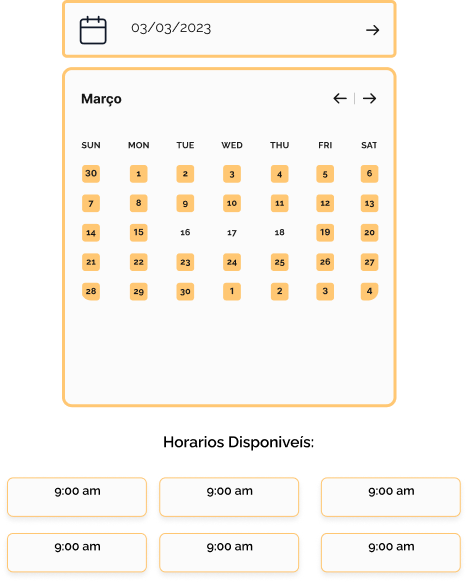 03/03/2023
Março
SUN MON TUE WED THU FRI SAT
30 1 2 3 4 5 6
7 8 9 10 11 12 13
14 15 16 17 18 19 20
21 22 23 24 25 26 27
28 29 30 1 2 3 4
Horarios Disponiveís:
9:00 am 9:00 am 9:00 am
9:00 am 9:00 am 9:00 am